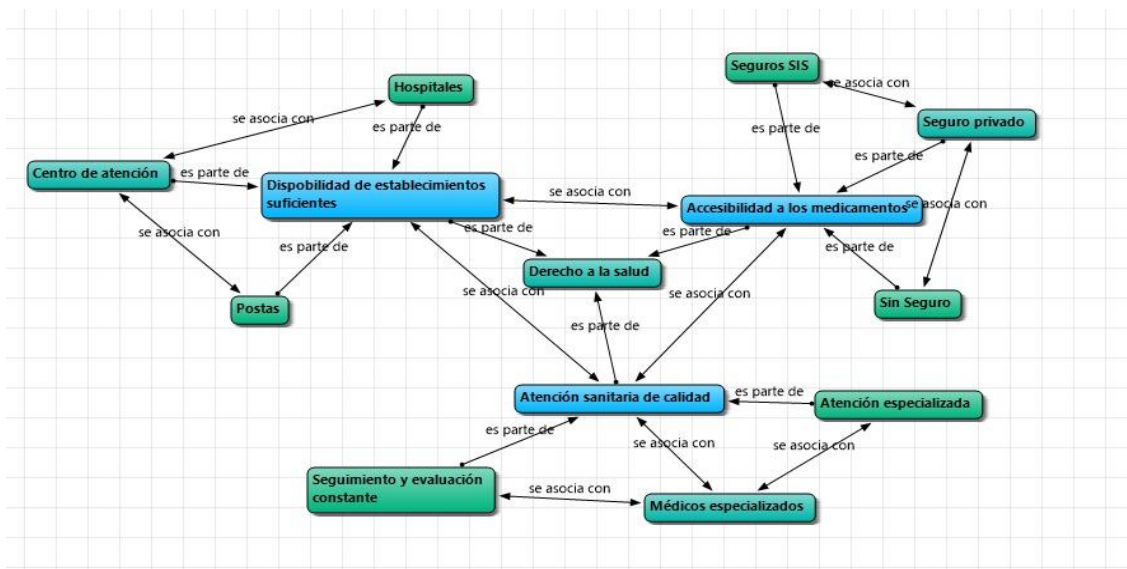 Seguros SIS
Hospitales
se asocia con
se asocia con
es parte de
Seguro privado
es parte de
es parte de
Centro de atención
es parte de
Dispobilidad de establecimientos
suficientes
se asocia con
Accesibilidad a los medicamentos
se asocia con
se asocia con
es parte de
es parte de
es parte de
es parte de
Derecho a la salud
se asocia con
se asocia con
Postas
Sin Seguro
es parte de
Atención sanitaria de calidad
es parte de
Atención especializada
es parte de
se asocia con
se asocia con
Seguimiento y evaluación
constante
se asocia con
Médicos especializados